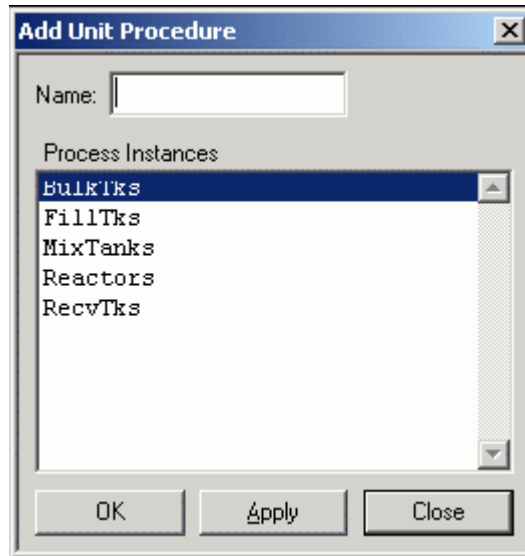 Add Unit Procedure
Name:
Process Instances
BulkTks
FillTks
MixTanks
Reactors
RecvTks
OK Apply Close